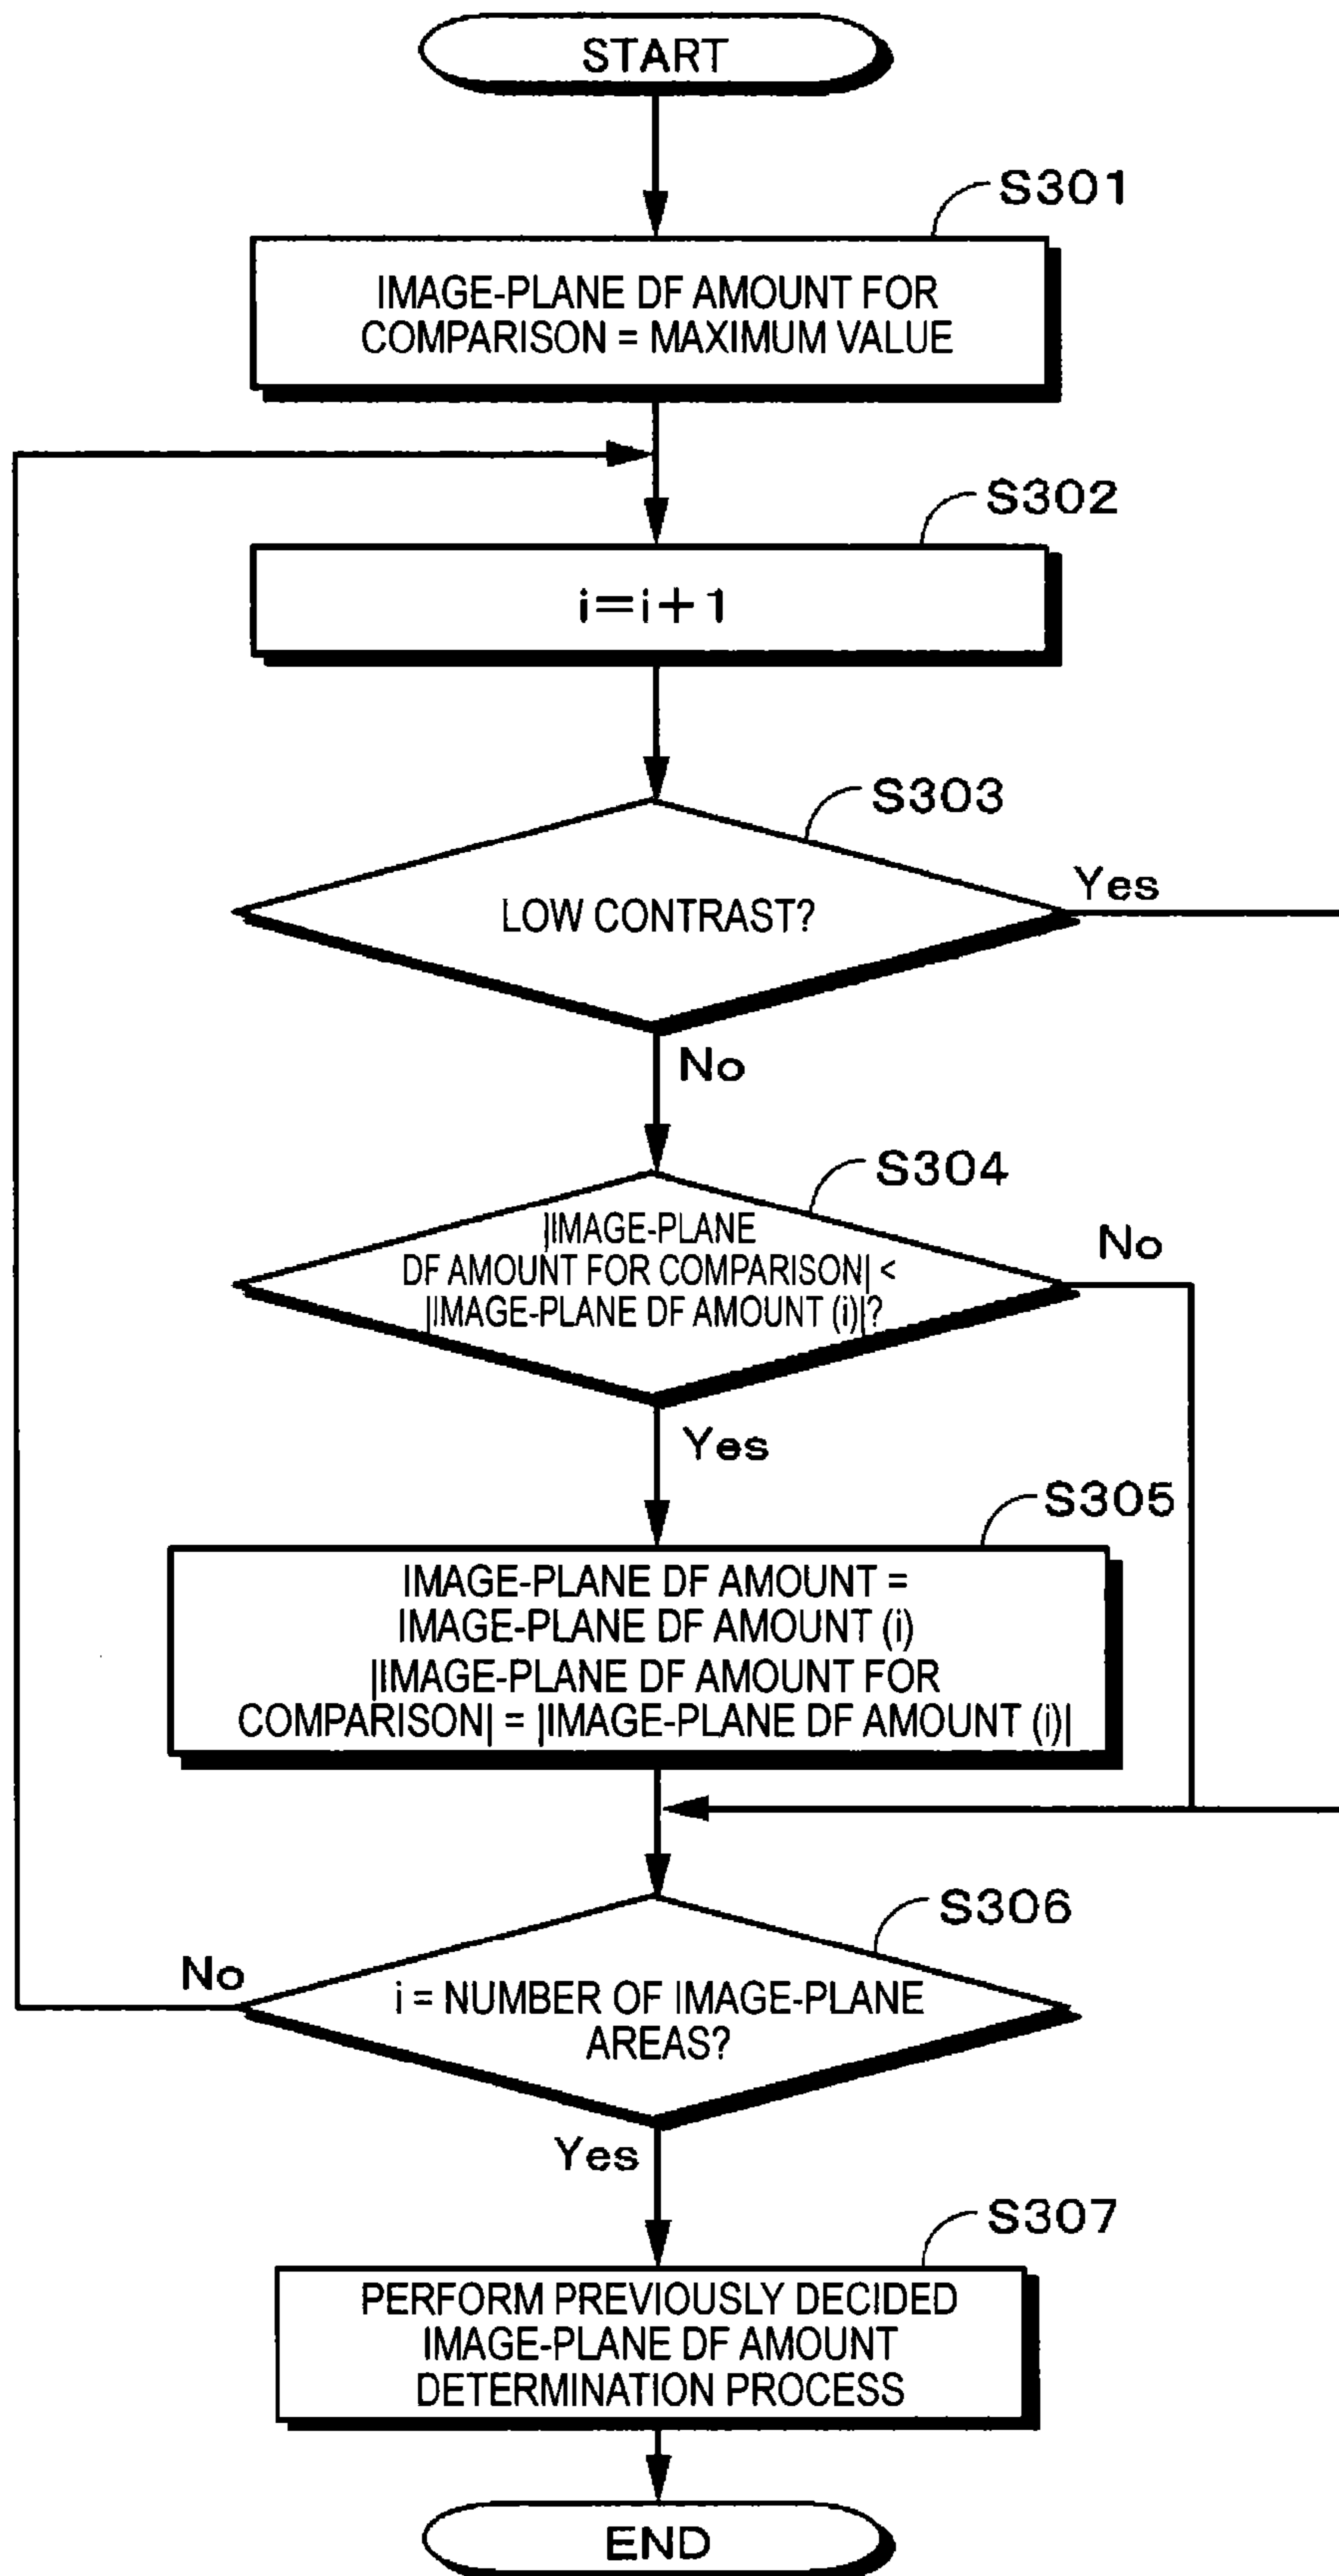 START
S301
IMAGE-PLANE DF AMOUNT FOR
COMPARISON = MAXIMUM VALUE
S302
i=i+1
S303
LOW CONTRAST?
Yes
No
S304
|IMAGE-PLANE
DF AMOUNT FOR COMPARISON| <
|IMAGE-PLANE DF AMOUNT (i)|?
No
Yes
S305
IMAGE-PLANE DF AMOUNT =
IMAGE-PLANE DF AMOUNT (i)
|IMAGE-PLANE DF AMOUNT FOR
COMPARISON| = |IMAGE-PLANE DF AMOUNT (i)|
S306
i = NUMBER OF IMAGE-PLANE
AREAS?
No
Yes
S307
PERFORM PREVIOUSLY DECIDED
IMAGE-PLANE DF AMOUNT
DETERMINATION PROCESS
END